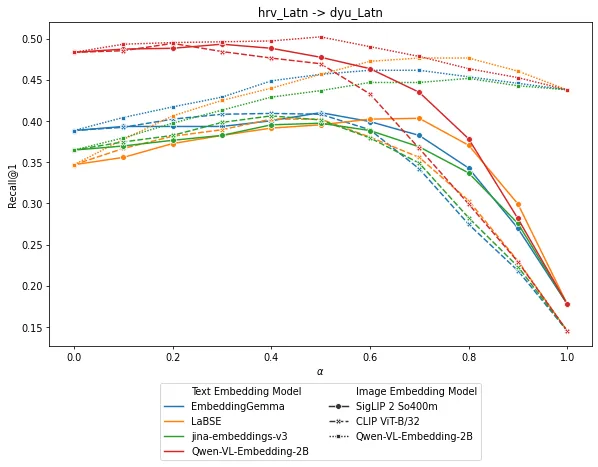 hrv_Latn -> dyu_Latn
Recall@1
0.50
0.45
0.40
0.35
0.30
0.25
0.20
0.15
0.0 0.2 0.4 0.6 0.8 1.0
α
Text Embedding Model Image Embedding Model
EmbeddingGemma SigLIP 2 So400m
LaBSE CLIP ViT-B/32
jina-embeddings-v3 Qwen-VL-Embedding-2B
Qwen-VL-Embedding-2B